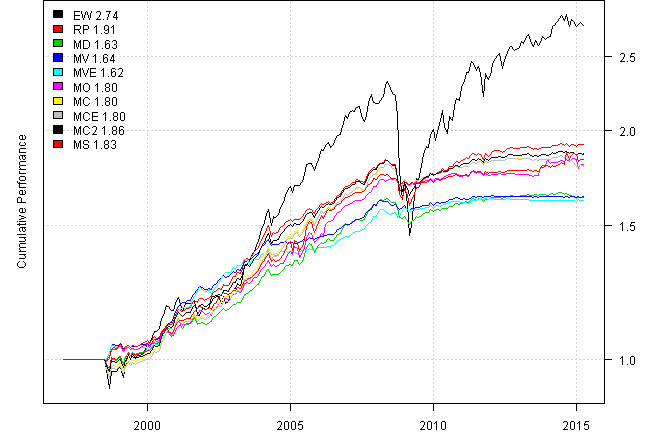 EW 2.74
RP 1.91
MD 1.63
MV 1.64
MVE 1.62
MO 1.80
MC 1.80
MCE 1.80
MC2 1.86
MS 1.83
Cumulative Performance
2.5
2.0
1.5
1.0
2000 2005 2010 2015